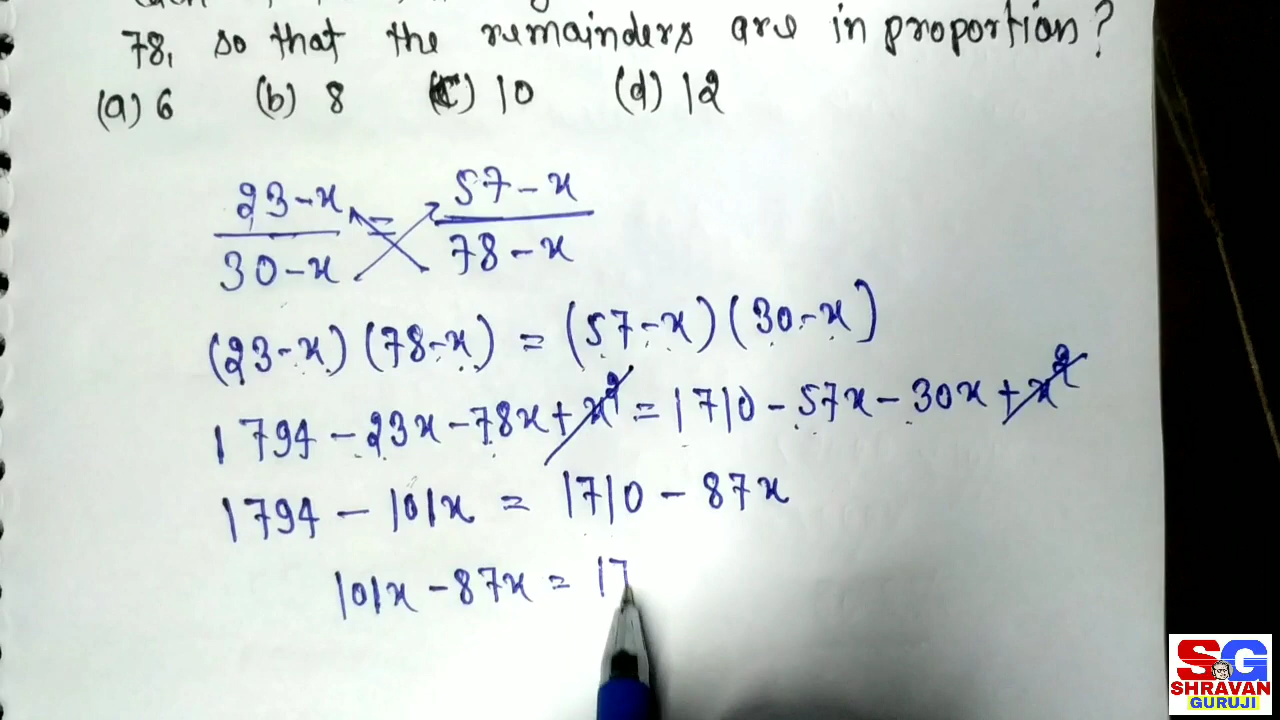 78, so that the remainders are in proportion?
(a) 6 (b) 8 (c) 10 (d) 12
23-x = 57-x
30-x 78-x
(23-x) (78-x) = (57-x) (30-x)
1794 - 23x - 78x + x² = 1710 - 57x - 30x + x²
1794 - 101x = 1710 - 87x
101x - 87x = 17
SG
SHRAVAN
GURUJI